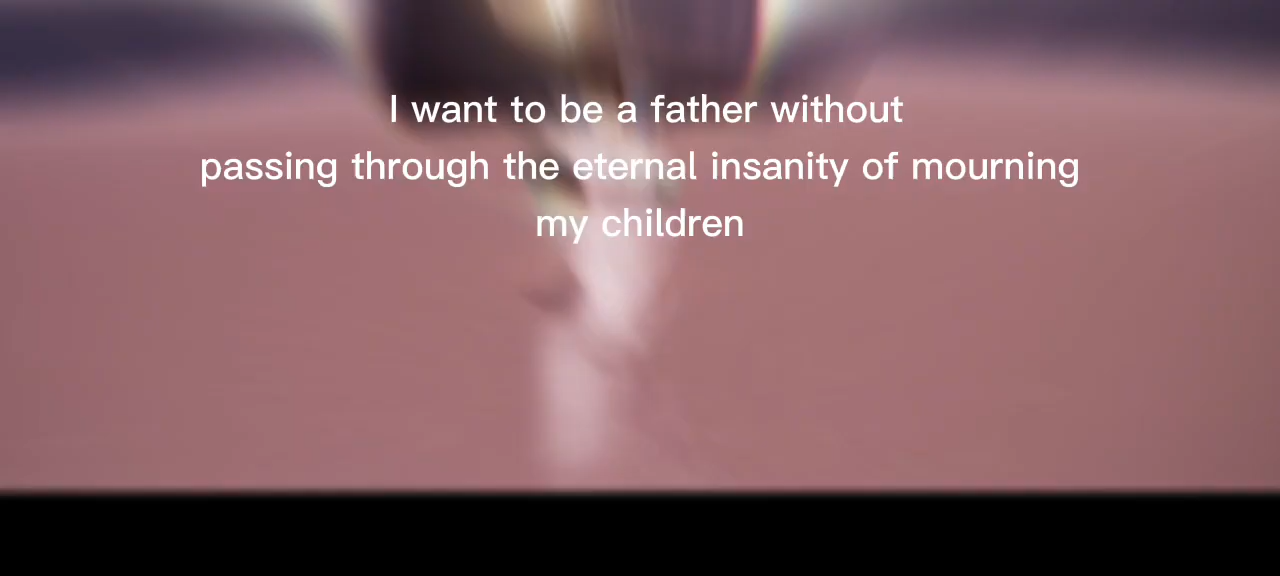 I want to be a father without
passing through the eternal insanity of mourning
my children